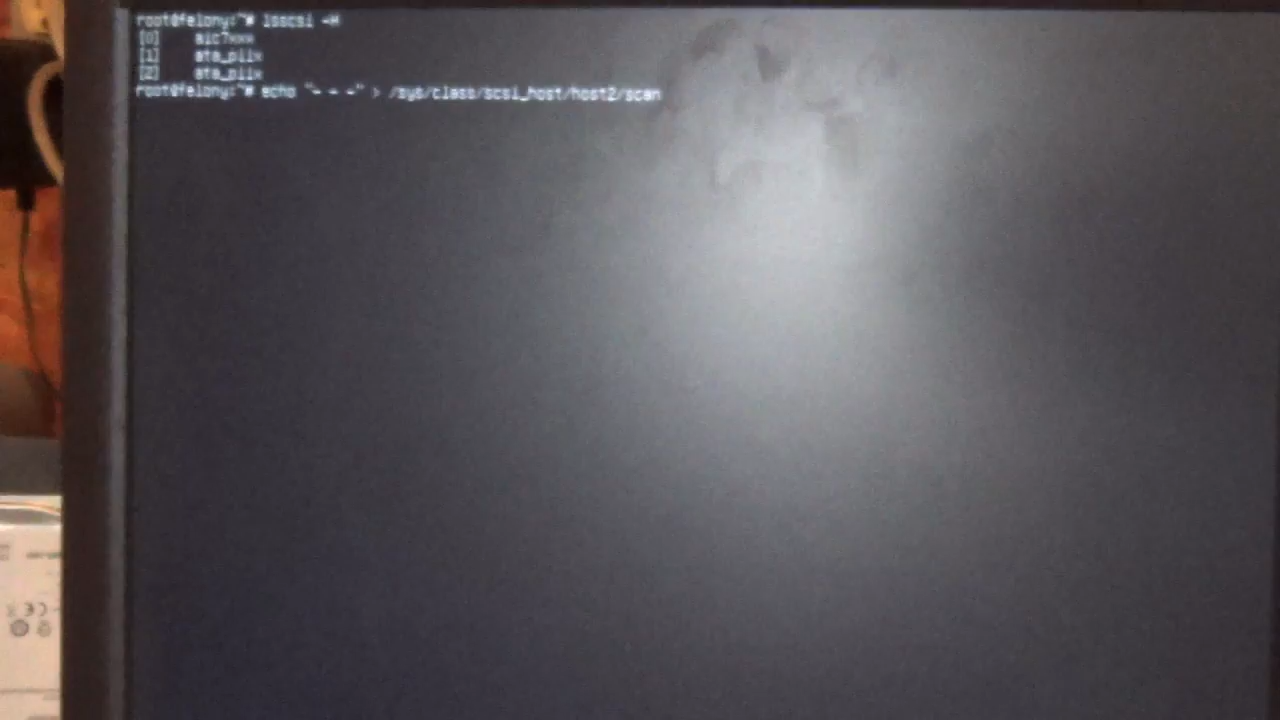 root@felony:~# lsscsi -H
[0]    aic7xxx
[1]    ata_piix
[2]    ata_piix
root@felony:~# echo "- - -" > /sys/class/scsi_host/host2/scan